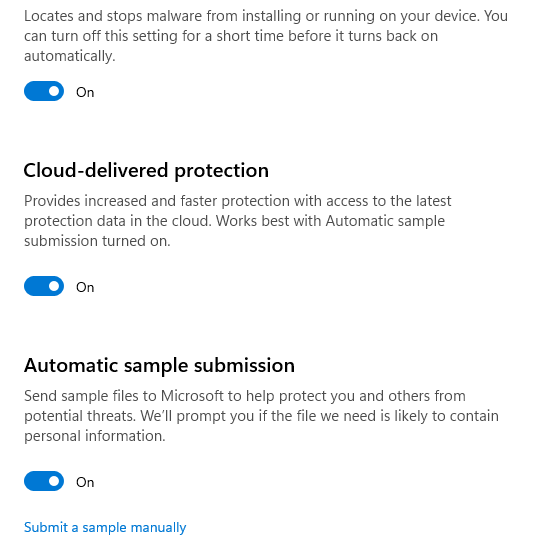 Locates and stops malware from installing or running on your device. You
can turn off this setting for a short time before it turns back on
automatically.
On
Cloud-delivered protection
Provides increased and faster protection with access to the latest
protection data in the cloud. Works best with Automatic sample
submission turned on.
On
Automatic sample submission
Send sample files to Microsoft to help protect you and others from
potential threats. We’ll prompt you if the file we need is likely to contain
personal information.
On
Submit a sample manually